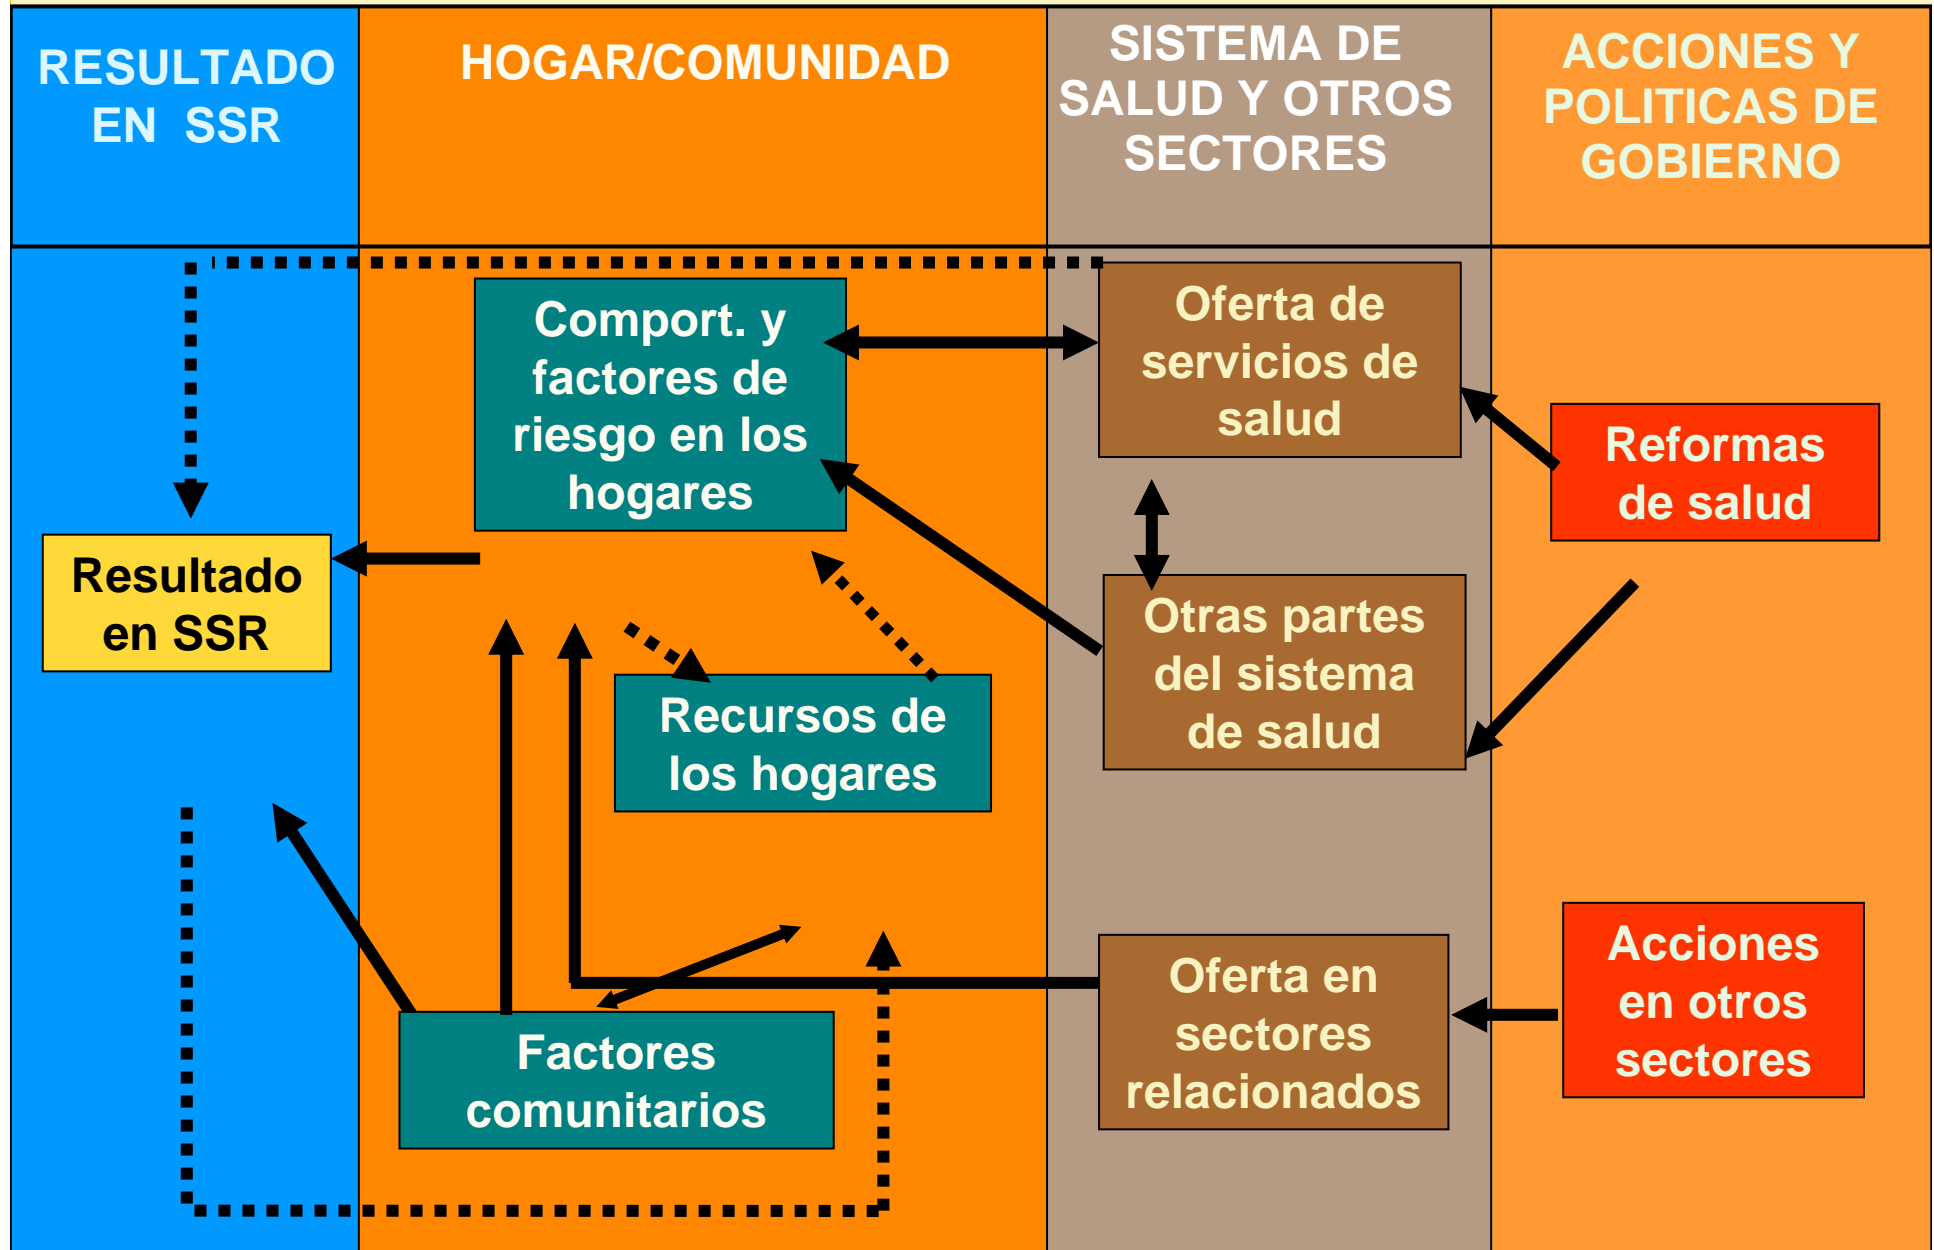 RESULTADO
EN SSR
HOGAR/COMUNIDAD
SISTEMA DE
SALUD Y OTROS
SECTORES
ACCIONES Y
POLITICAS DE
GOBIERNO
Comport. y
factores de
riesgo en los
hogares
Oferta de
servicios de
salud
Reformas
de salud
Resultado
en SSR
Otras partes
del sistema
de salud
Recursos de
los hogares
Factores
comunitarios
Oferta en
sectores
relacionados
Acciones
en otros
sectores